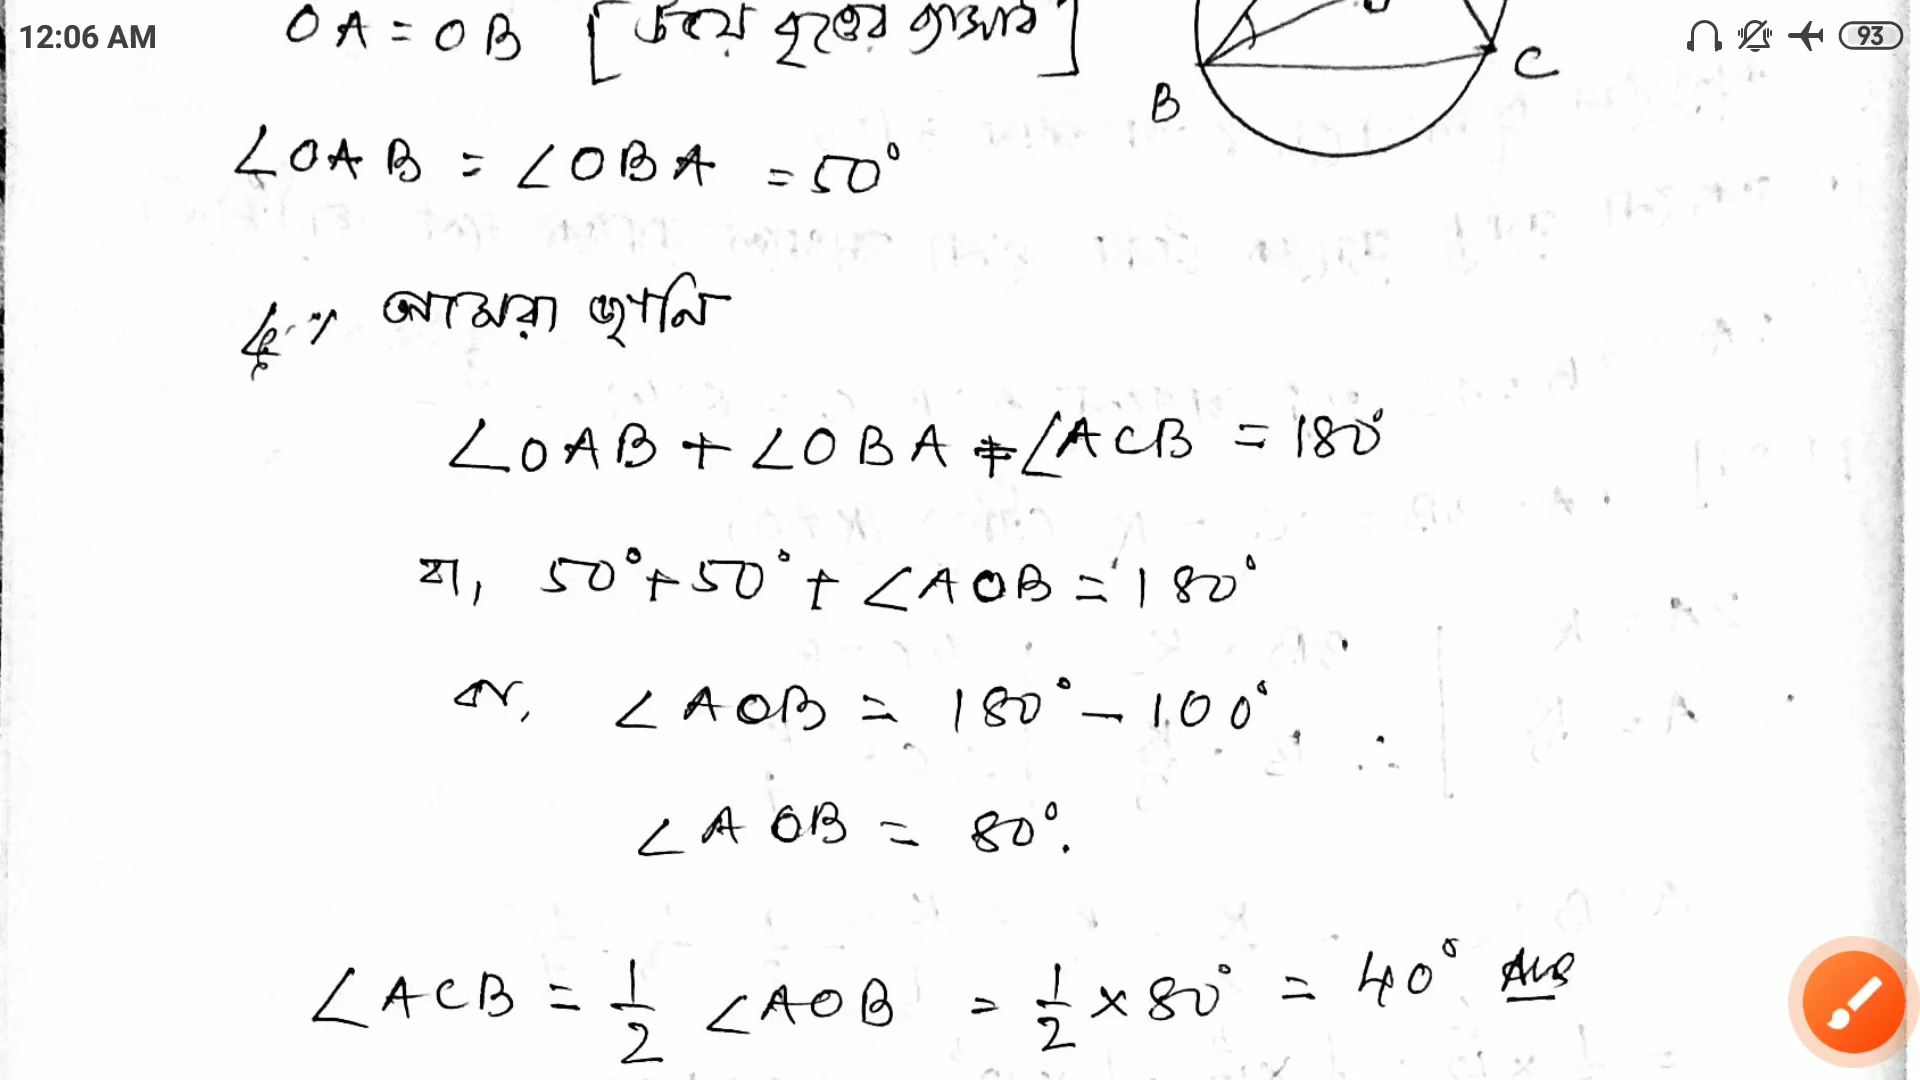 12:06 AM 93
OA = OB [উভয়ে বৃত্তের ব্যাসার্ধ]
B C
∠OAB = ∠OBA = 50°
আমরা জানি
∠OAB + ∠OBA + ∠ACB = 180°
বা, 50° + 50° + ∠AOB = 180°
বা, ∠AOB = 180° - 100°
∠AOB = 80°.
∠ACB = 1/2 ∠AOB = 1/2 × 80° = 40° Ans